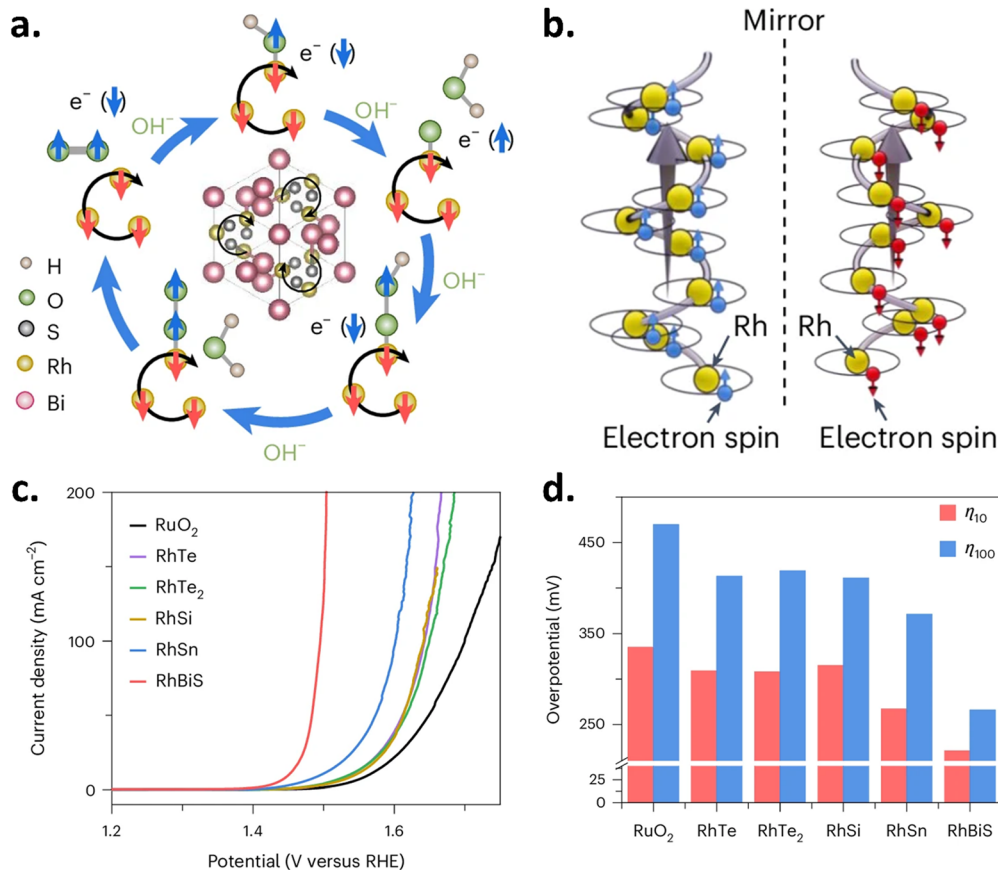 a.
H
e⁻ (↓)
O
e⁻ (↓)
OH⁻
OH⁻
e⁻ (↑)
OH⁻
e⁻ (↓)
OH⁻
H
O
S
Rh
Bi
b.
Mirror
Rh
Rh
Electron spin
Electron spin
c.
200
100
0
1.2
1.4
1.6
Current density (mA cm⁻²)
Potential (V versus RHE)
RuO₂
RhTe
RhTe₂
RhSi
RhSn
RhBiS
d.
η₁₀
η₁₀₀
450
350
250
25
0
Overpotential (mV)
RuO₂
RhTe
RhTe₂
RhSi
RhSn
RhBiS